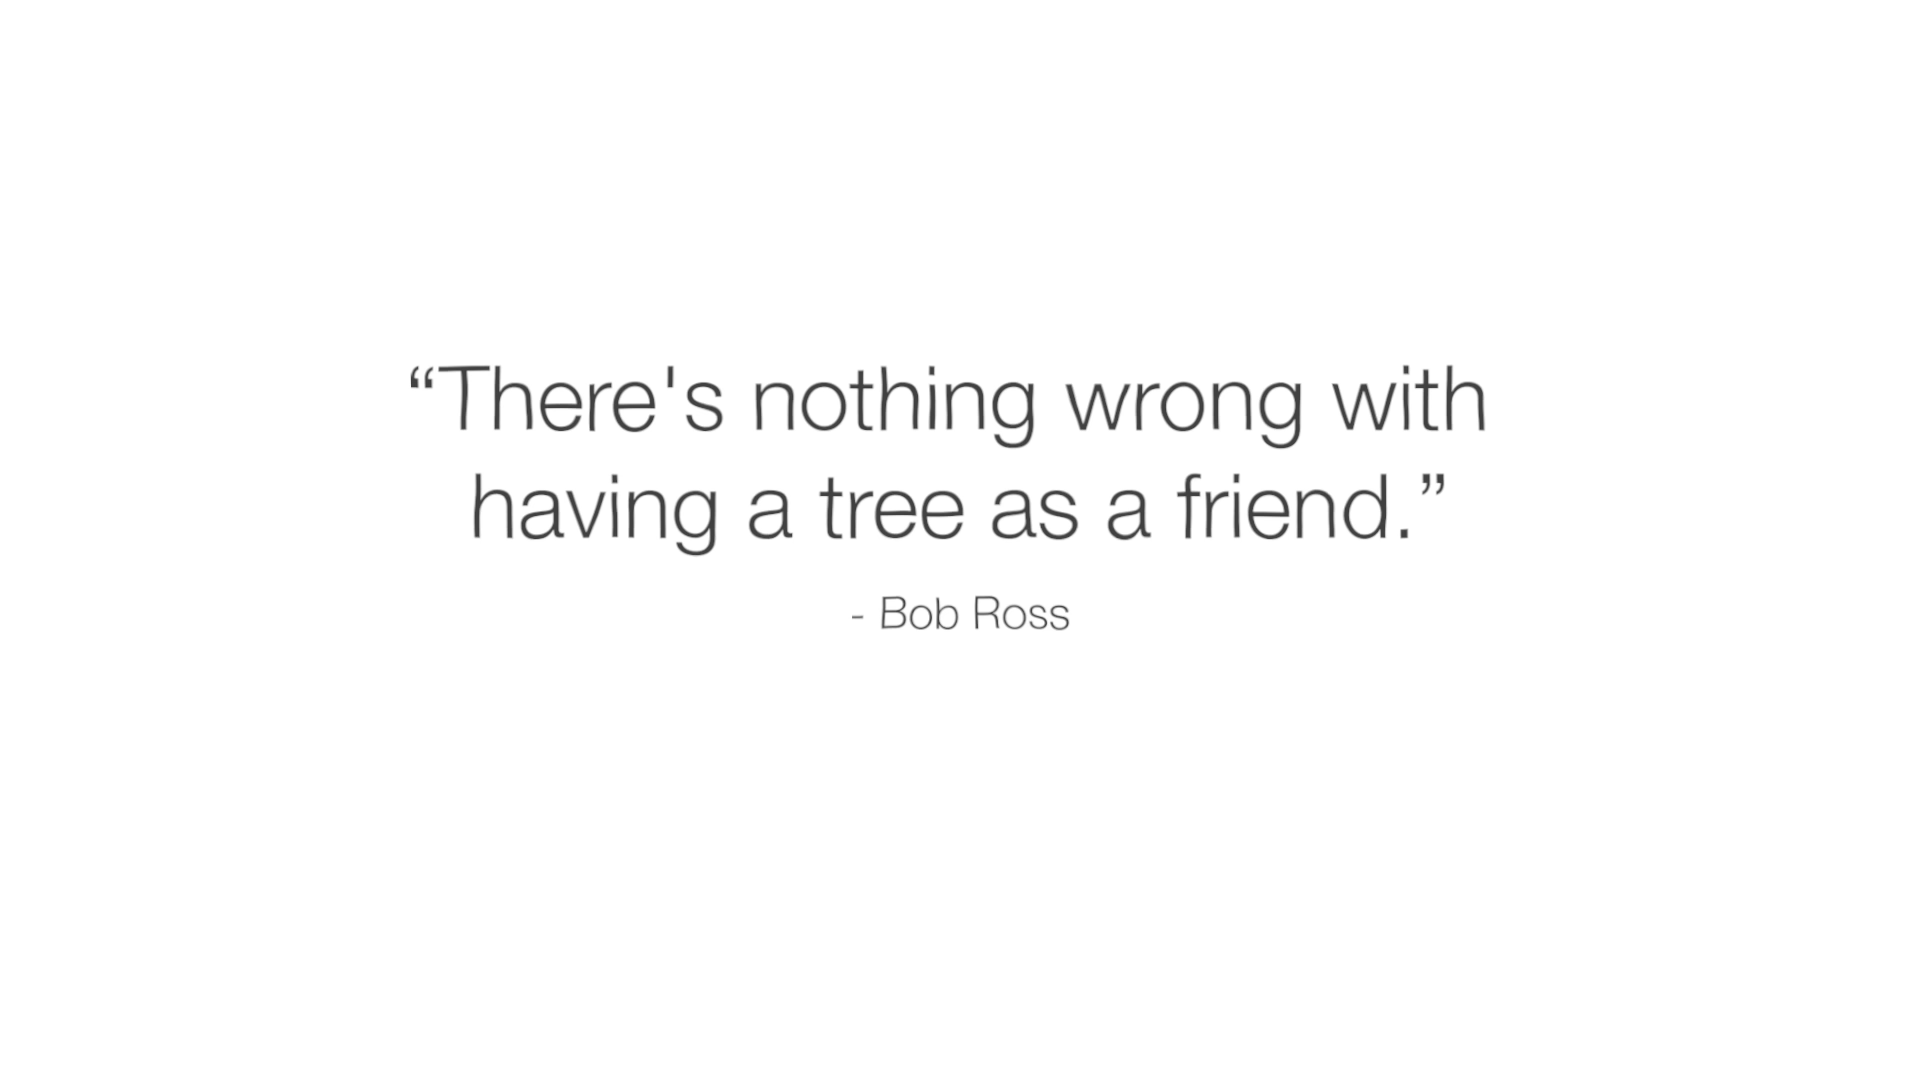 “There's nothing wrong with
having a tree as a friend.”
- Bob Ross